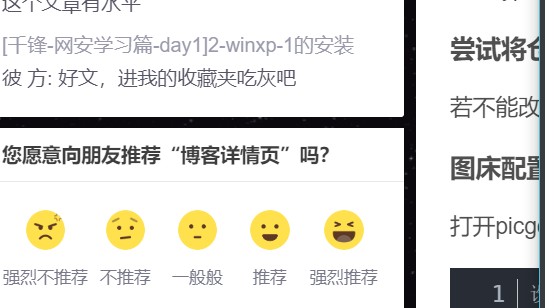 这个文章有水平
[千锋-网安学习篇-day1]2-winxp-1的安装
彼 方: 好文，进我的收藏夹吃灰吧
您愿意向朋友推荐“博客详情页”吗？
强烈不推荐 不推荐 一般般 推荐 强烈推荐
尝试将
若不能改
图床配置
打开picg
1